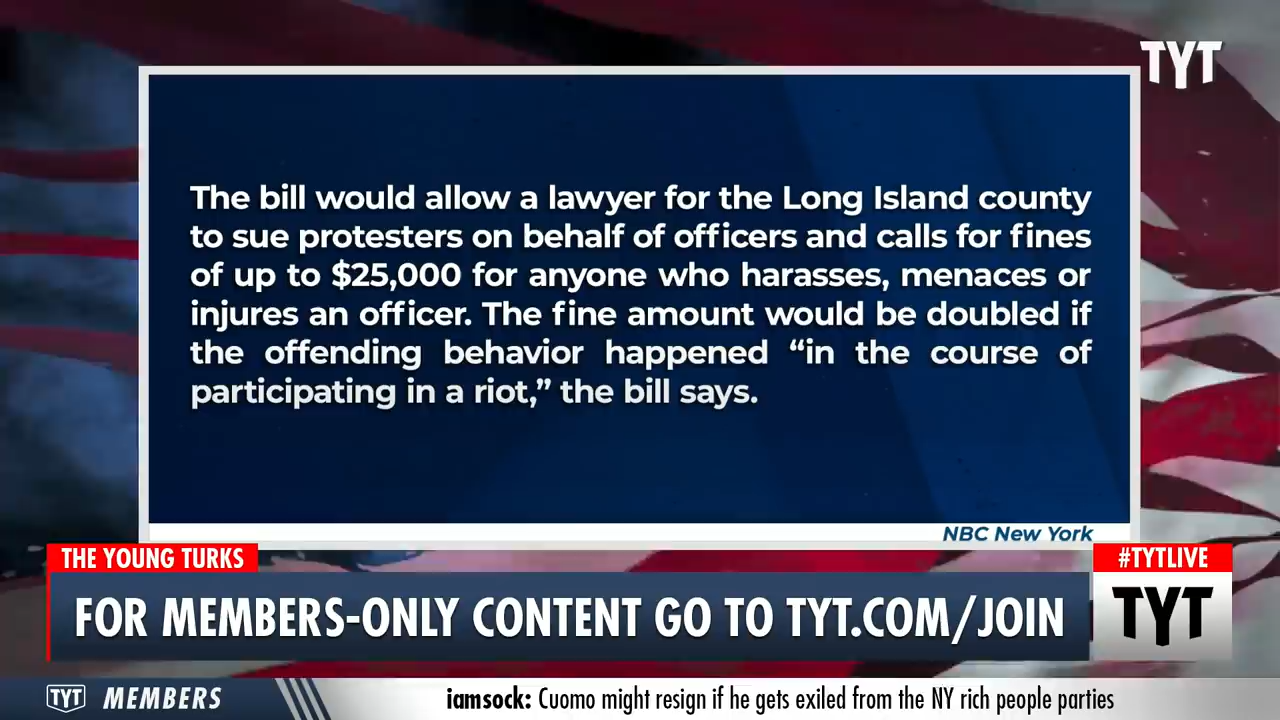 TYT
The bill would allow a lawyer for the Long Island county
to sue protesters on behalf of officers and calls for fines
of up to $25,000 for anyone who harasses, menaces or
injures an officer. The fine amount would be doubled if
the offending behavior happened “in the course of
participating in a riot,” the bill says.
NBC New York
THE YOUNG TURKS
#TYTLIVE
FOR MEMBERS-ONLY CONTENT GO TO TYT.COM/JOIN
TYT
TYT MEMBERS
iamsock: Cuomo might resign if he gets exiled from the NY rich people parties